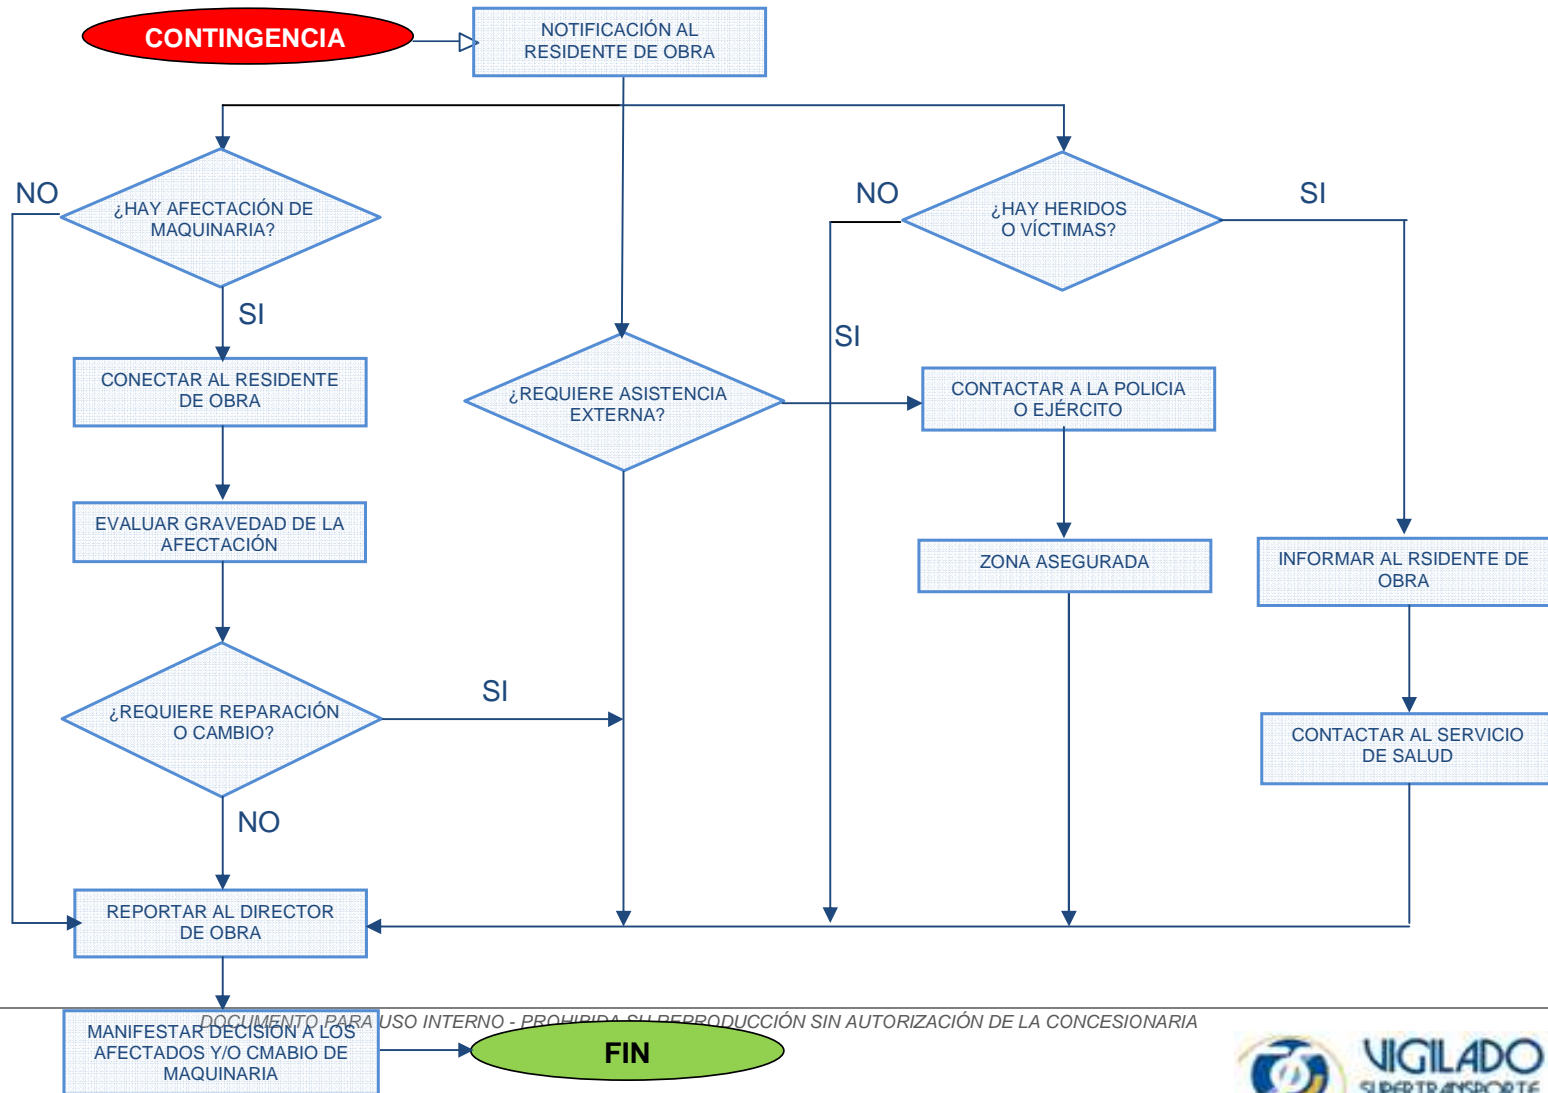 CONTINGENCIA
NOTIFICACIÓN AL
RESIDENTE DE OBRA
NO
¿HAY AFECTACIÓN DE
MAQUINARIA?
NO
¿HAY HERIDOS
O VÍCTIMAS?
SI
SI
SI
CONECTAR AL RESIDENTE
DE OBRA
¿REQUIERE ASISTENCIA
EXTERNA?
CONTACTAR A LA POLICIA
O EJÉRCITO
EVALUAR GRAVEDAD DE LA
AFECTACIÓN
ZONA ASEGURADA
INFORMAR AL RSIDENTE DE
OBRA
¿REQUIERE REPARACIÓN
O CAMBIO?
SI
CONTACTAR AL SERVICIO
DE SALUD
NO
REPORTAR AL DIRECTOR
DE OBRA
DOCUMENTO PARA USO INTERNO - PROHIBIDA SU REPRODUCCIÓN SIN AUTORIZACIÓN DE LA CONCESIONARIA
MANIFESTAR DECISIÓN A LOS
AFECTADOS Y/O CMABIO DE
MAQUINARIA
FIN
VIGILADO
SUPERTRANSPORTE